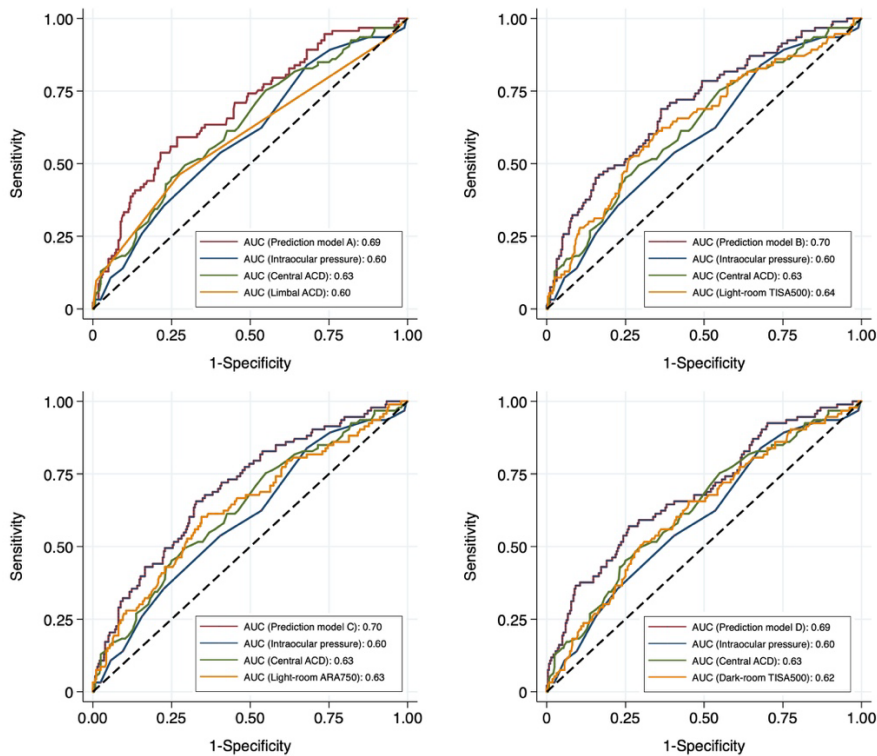 1.00
0.75
0.50
0.25
0
Sensitivity
AUC (Prediction model A): 0.69
AUC (Intraocular pressure): 0.60
AUC (Central ACD): 0.63
AUC (Limbal ACD): 0.60
0 0.25 0.50 0.75 1.00
1-Specificity
1.00
0.75
0.50
0.25
0
Sensitivity
AUC (Prediction model B): 0.70
AUC (Intraocular pressure): 0.60
AUC (Central ACD): 0.63
AUC (Light-room TISA500): 0.64
0 0.25 0.50 0.75 1.00
1-Specificity
1.00
0.75
0.50
0.25
0
Sensitivity
AUC (Prediction model C): 0.70
AUC (Intraocular pressure): 0.60
AUC (Central ACD): 0.63
AUC (Light-room ARA750): 0.63
0.00 0.25 0.50 0.75 1.00
1-Specificity
1.00
0.75
0.50
0.25
0
Sensitivity
AUC (Prediction model D): 0.69
AUC (Intraocular pressure): 0.60
AUC (Central ACD): 0.63
AUC (Dark-room TISA500): 0.62
0 0.25 0.50 0.75 1.00
1-Specificity